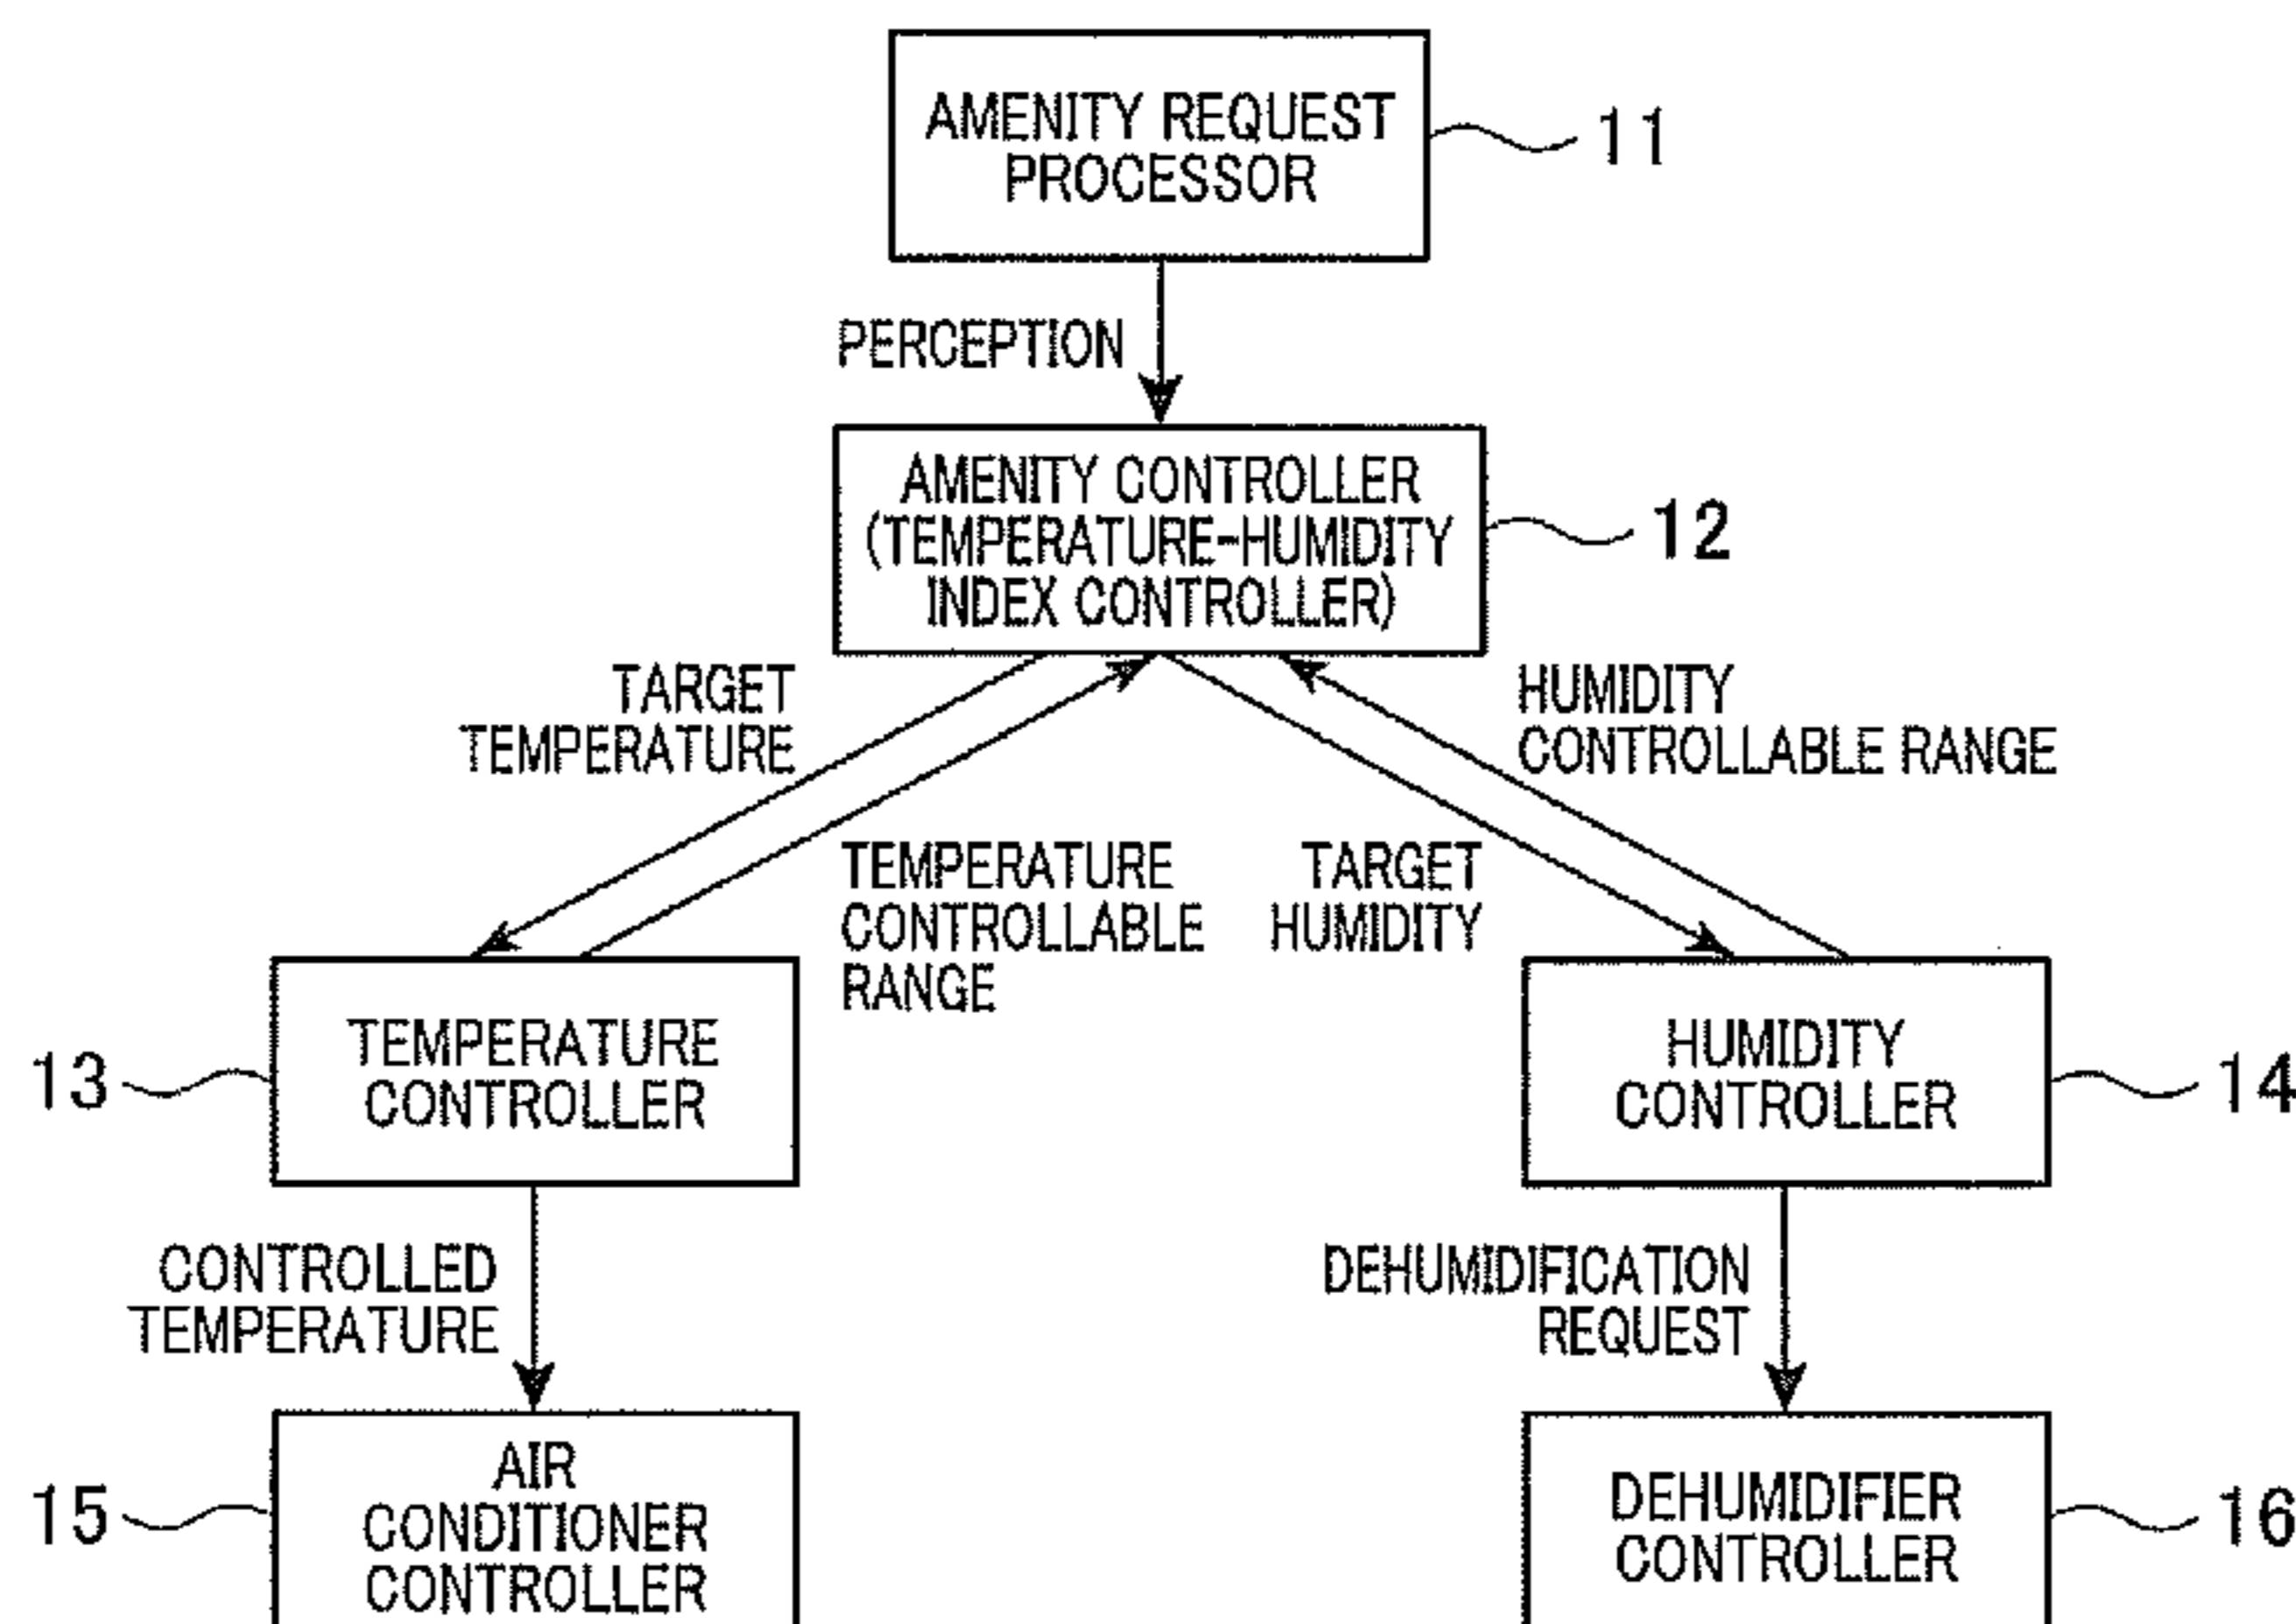 AMENITY REQUEST
PROCESSOR
11
PERCEPTION
AMENITY CONTROLLER
(TEMPERATURE-HUMIDITY
INDEX CONTROLLER)
12
TARGET
TEMPERATURE
HUMIDITY
CONTROLLABLE RANGE
TEMPERATURE
CONTROLLABLE
RANGE
TARGET
HUMIDITY
13
TEMPERATURE
CONTROLLER
HUMIDITY
CONTROLLER
14
CONTROLLED
TEMPERATURE
DEHUMIDIFICATION
REQUEST
15
AIR
CONDITIONER
CONTROLLER
DEHUMIDIFIER
CONTROLLER
16